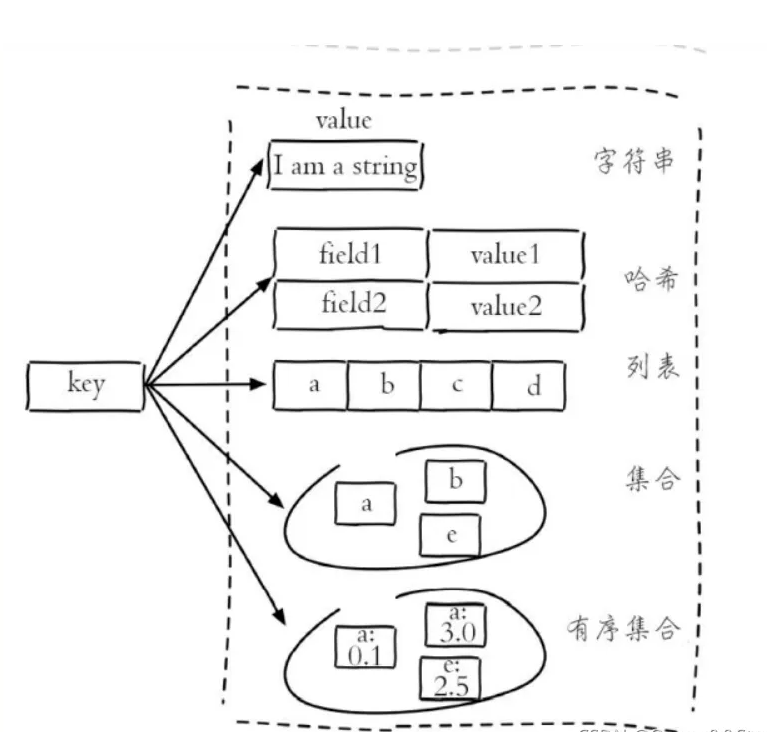 value
I am a string
字符串
field1 value1
哈希
field2 value2
列表
key
a b c d
集合
b
a
e
有序集合
a:
3.0
a:
0.1
e:
2.5